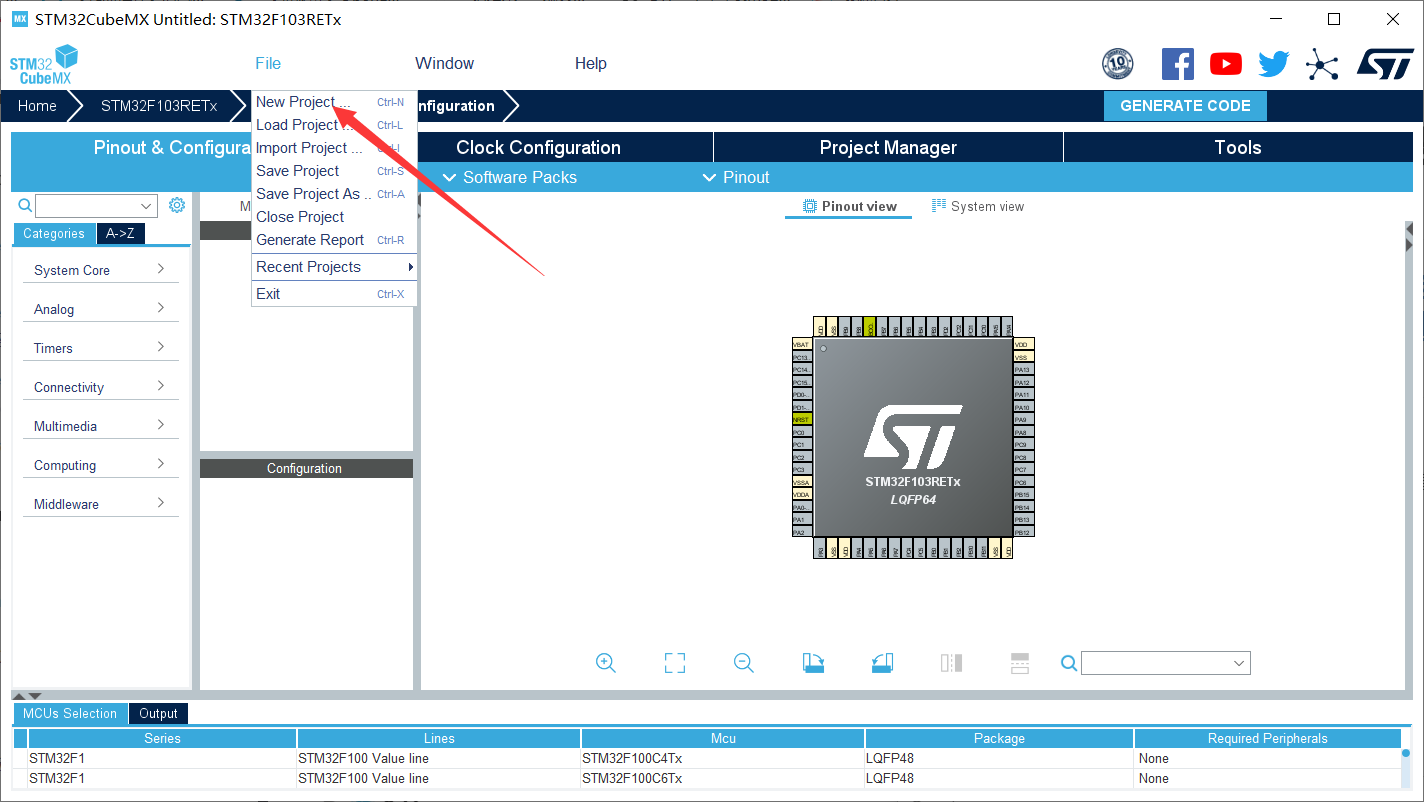 MX STM32CubeMX Untitled: STM32F103RETx
STM32 CubeMX
File Window Help
10
Home STM32F103RETx nfiguration GENERATE CODE
New Project ... Ctrl-N
Load Project Ctrl-L
Import Project ...
Save Project Ctrl-S
Save Project As .. Ctrl-A
Close Project
Generate Report Ctrl-R
Recent Projects
Exit Ctrl-X
Pinout & Configura Clock Configuration Project Manager Tools
Software Packs Pinout
Pinout view System view
Categories A->Z
System Core
Analog
Timers
Connectivity
Multimedia
Computing
Middleware
Configuration
VBAT
PC13..
PC14..
PC15..
PD0-..
PD1-..
NRST
PC0
PC1
PC2
PC3
VSSA
VDDA
PA0-..
PA1
PA2
VDD
VSS
PA13
PA12
PA11
PA10
PA9
PA8
PC9
PC8
PC7
PC6
PB15
PB14
PB13
PB12
STM32F103RETx
LQFP64
MCUs Selection Output
Series Lines Mcu Package Required Peripherals
STM32F1 STM32F100 Value line STM32F100C4Tx LQFP48 None
STM32F1 STM32F100 Value line STM32F100C6Tx LQFP48 None